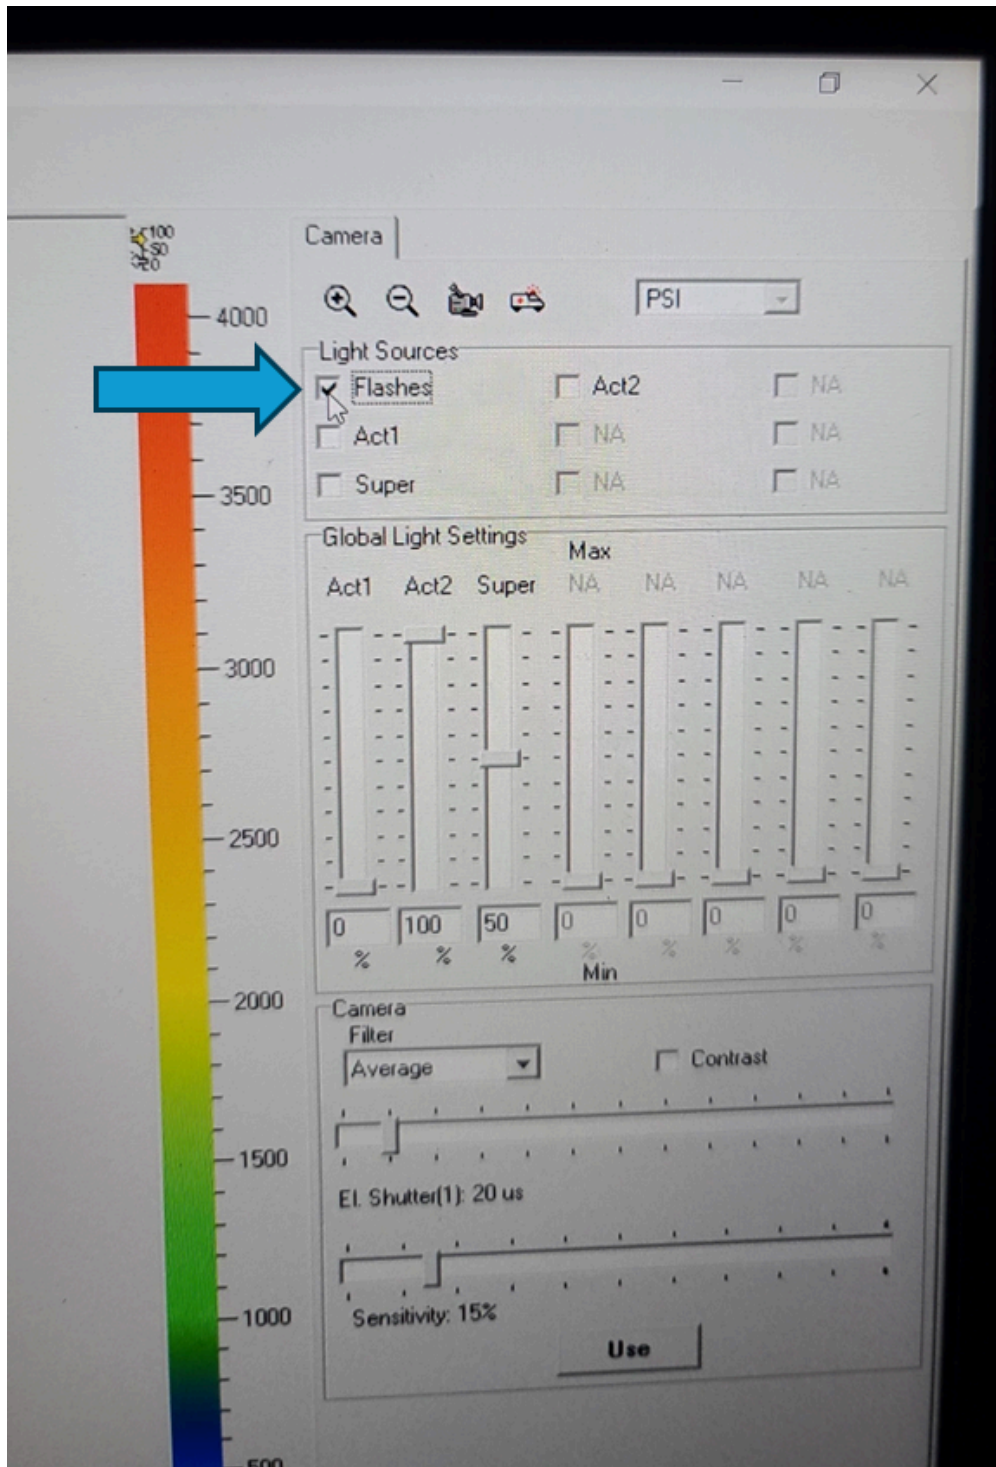 Camera
PSI
Light Sources
Flashes Act2 NA
Act1 NA NA
Super NA NA
Global Light Settings
Max
Act1 Act2 Super NA NA NA NA NA
0 100 50 0 0 0 0 0
% % % % % % % %
Min
Camera
Filter
Average Contrast
El. Shutter(1): 20 us
Sensitivity: 15%
Use
100
50
20
4000
3500
3000
2500
2000
1500
1000
500